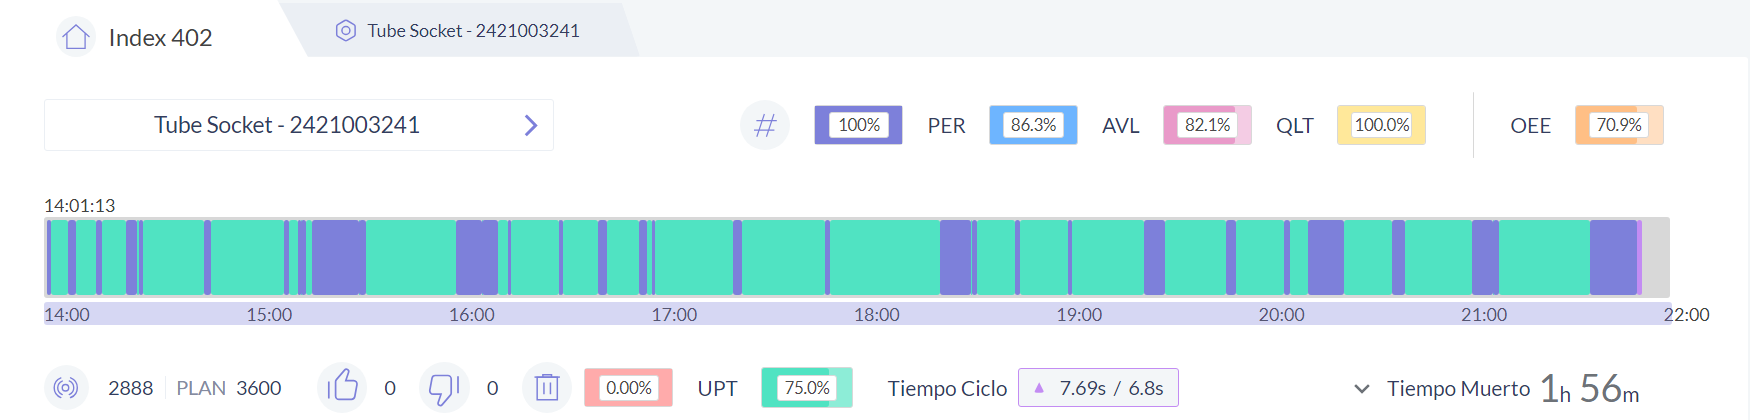 Index 402
Tube Socket - 2421003241
Tube Socket - 2421003241
100% PER 86.3% AVL 82.1% QLT 100.0% OEE 70.9%
14:01:13
14:00 15:00 16:00 17:00 18:00 19:00 20:00 21:00 22:00
2888 PLAN 3600 0 0 0.00% UPT 75.0% Tiempo Ciclo ▲ 7.69s / 6.8s Tiempo Muerto 1h 56m